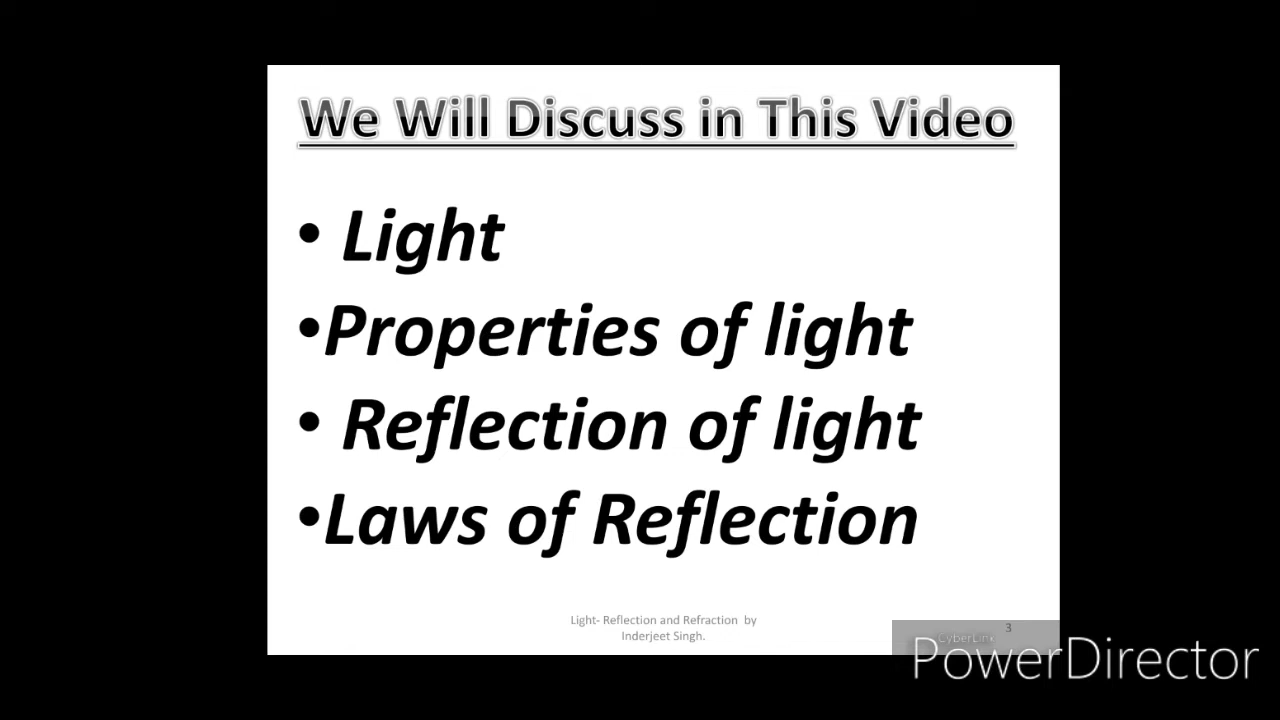 We Will Discuss in This Video
• Light
•Properties of light
• Reflection of light
•Laws of Reflection
Light- Reflection and Refraction by
Inderjeet Singh.
3
CyberLink
PowerDirector